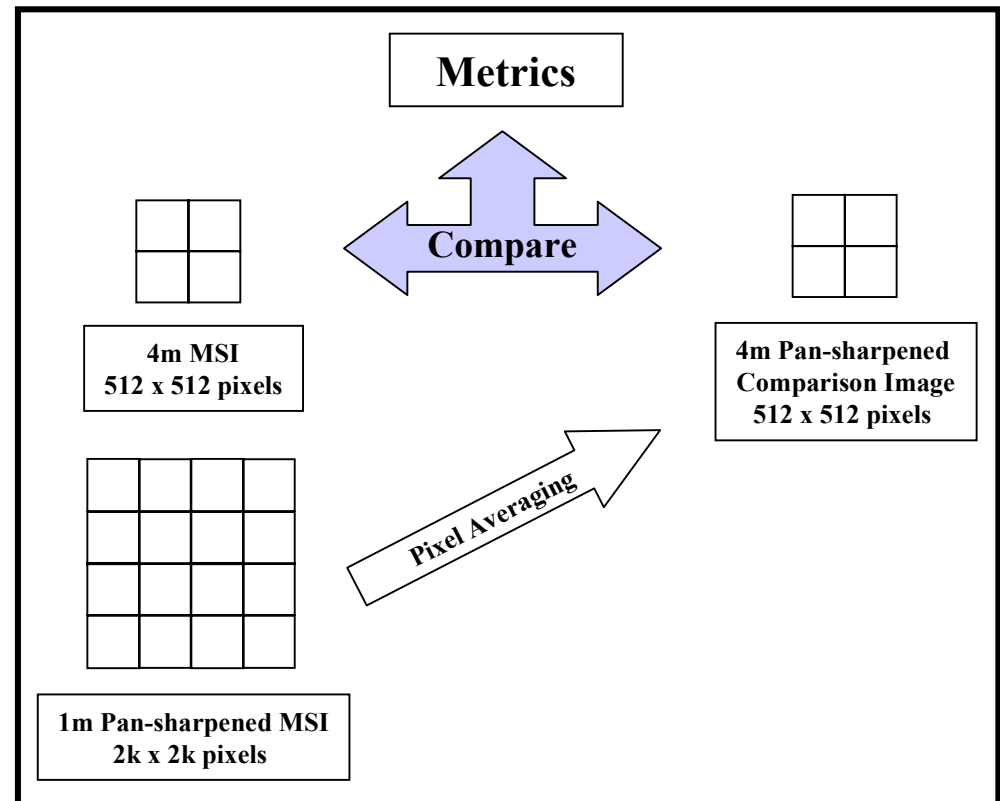 Metrics
Compare
4m MSI
512 x 512 pixels
4m Pan-sharpened
Comparison Image
512 x 512 pixels
Pixel Averaging
1m Pan-sharpened MSI
2k x 2k pixels